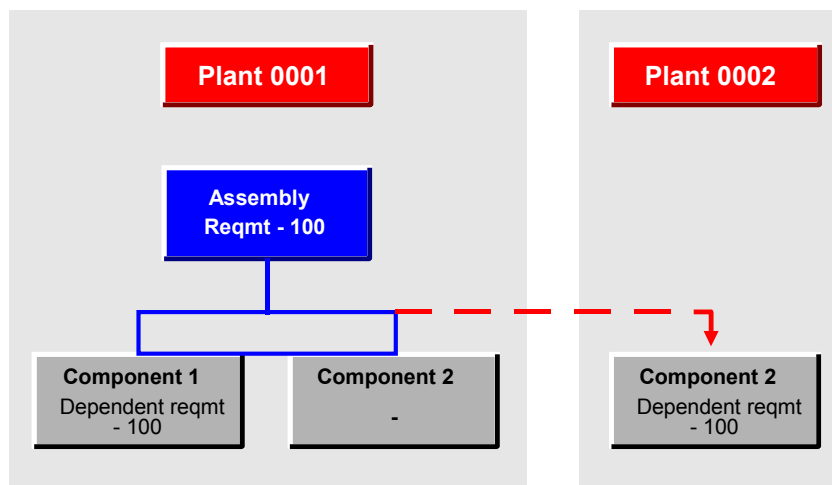 Plant 0001
Plant 0002
Assembly
Reqmt - 100
Component 1
Dependent reqmt
- 100
Component 2
-
Component 2
Dependent reqmt
- 100